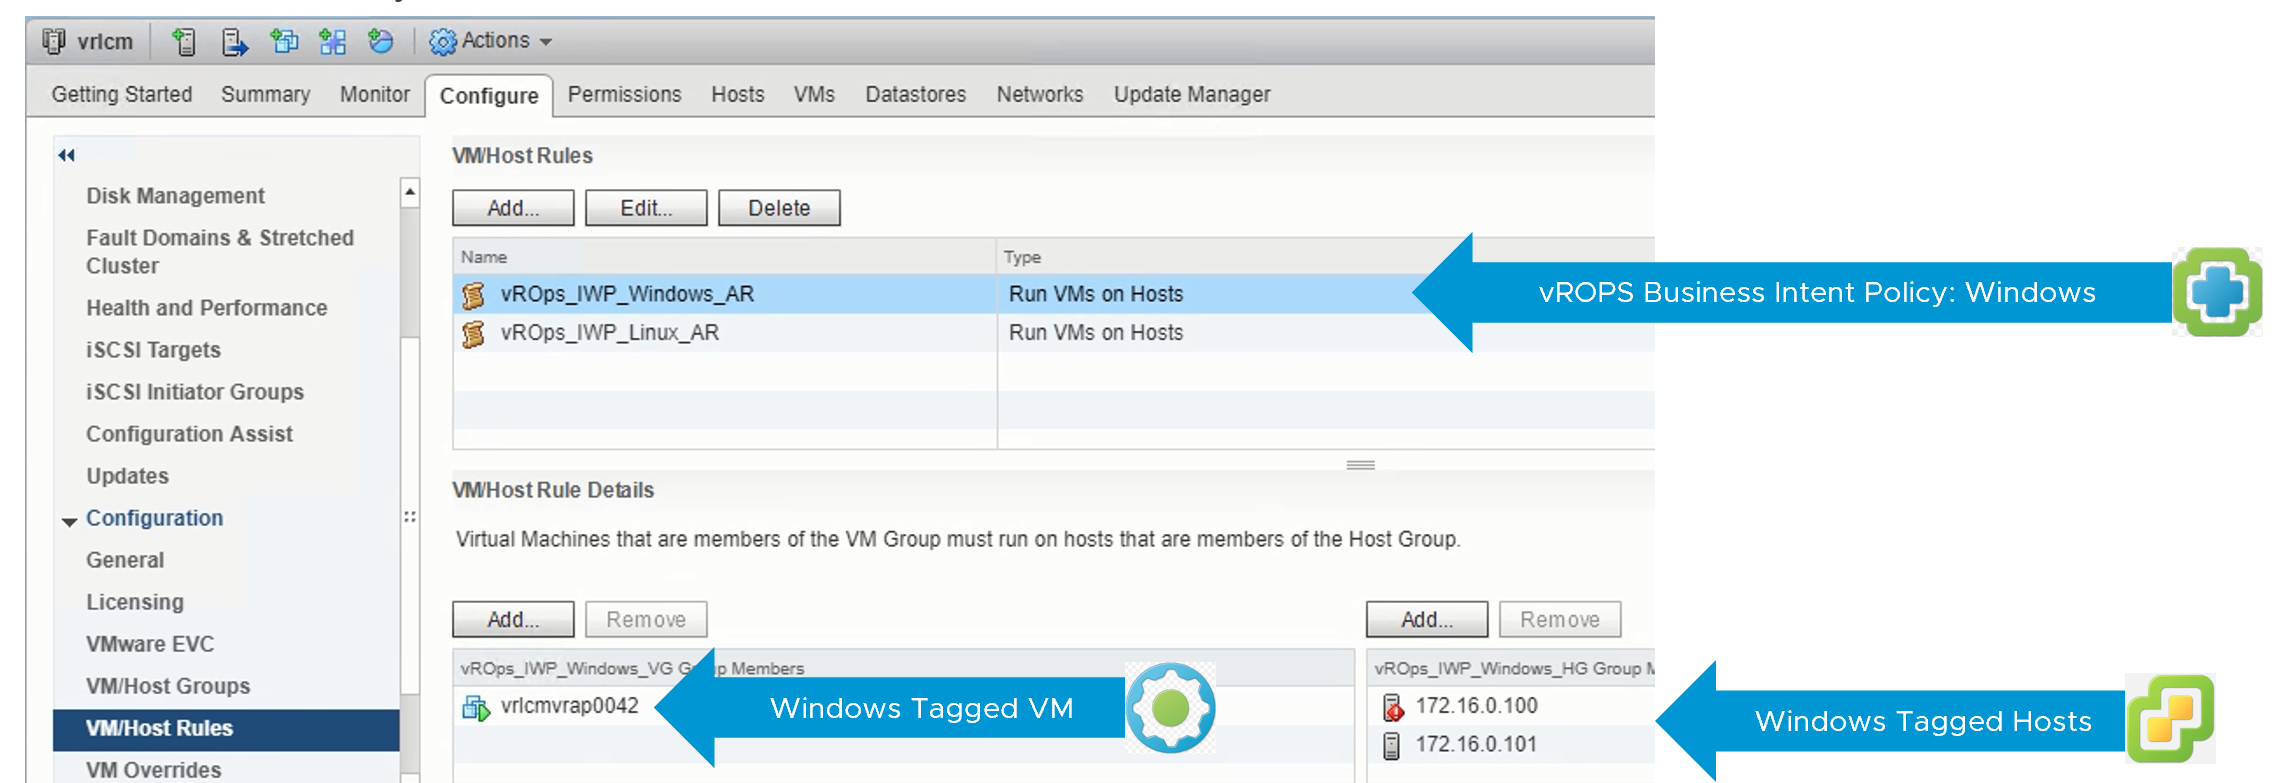 vrlcm
Actions
Getting Started Summary Monitor Configure Permissions Hosts VMs Datastores Networks Update Manager
Disk Management
Fault Domains & Stretched
Cluster
Health and Performance
iSCSI Targets
iSCSI Initiator Groups
Configuration Assist
Updates
Configuration
General
Licensing
VMware EVC
VM/Host Groups
VM/Host Rules
VM Overrides
VM/Host Rules
Add... Edit... Delete
Name Type
vROps_IWP_Windows_AR Run VMs on Hosts
vROps_IWP_Linux_AR Run VMs on Hosts
vROPS Business Intent Policy: Windows
VM/Host Rule Details
Virtual Machines that are members of the VM Group must run on hosts that are members of the Host Group.
Add... Remove
vROps_IWP_Windows_VG Group Members
vrlcmvrap0042
Windows Tagged VM
Add... Remove
vROps_IWP_Windows_HG Group
172.16.0.100
172.16.0.101
Windows Tagged Hosts